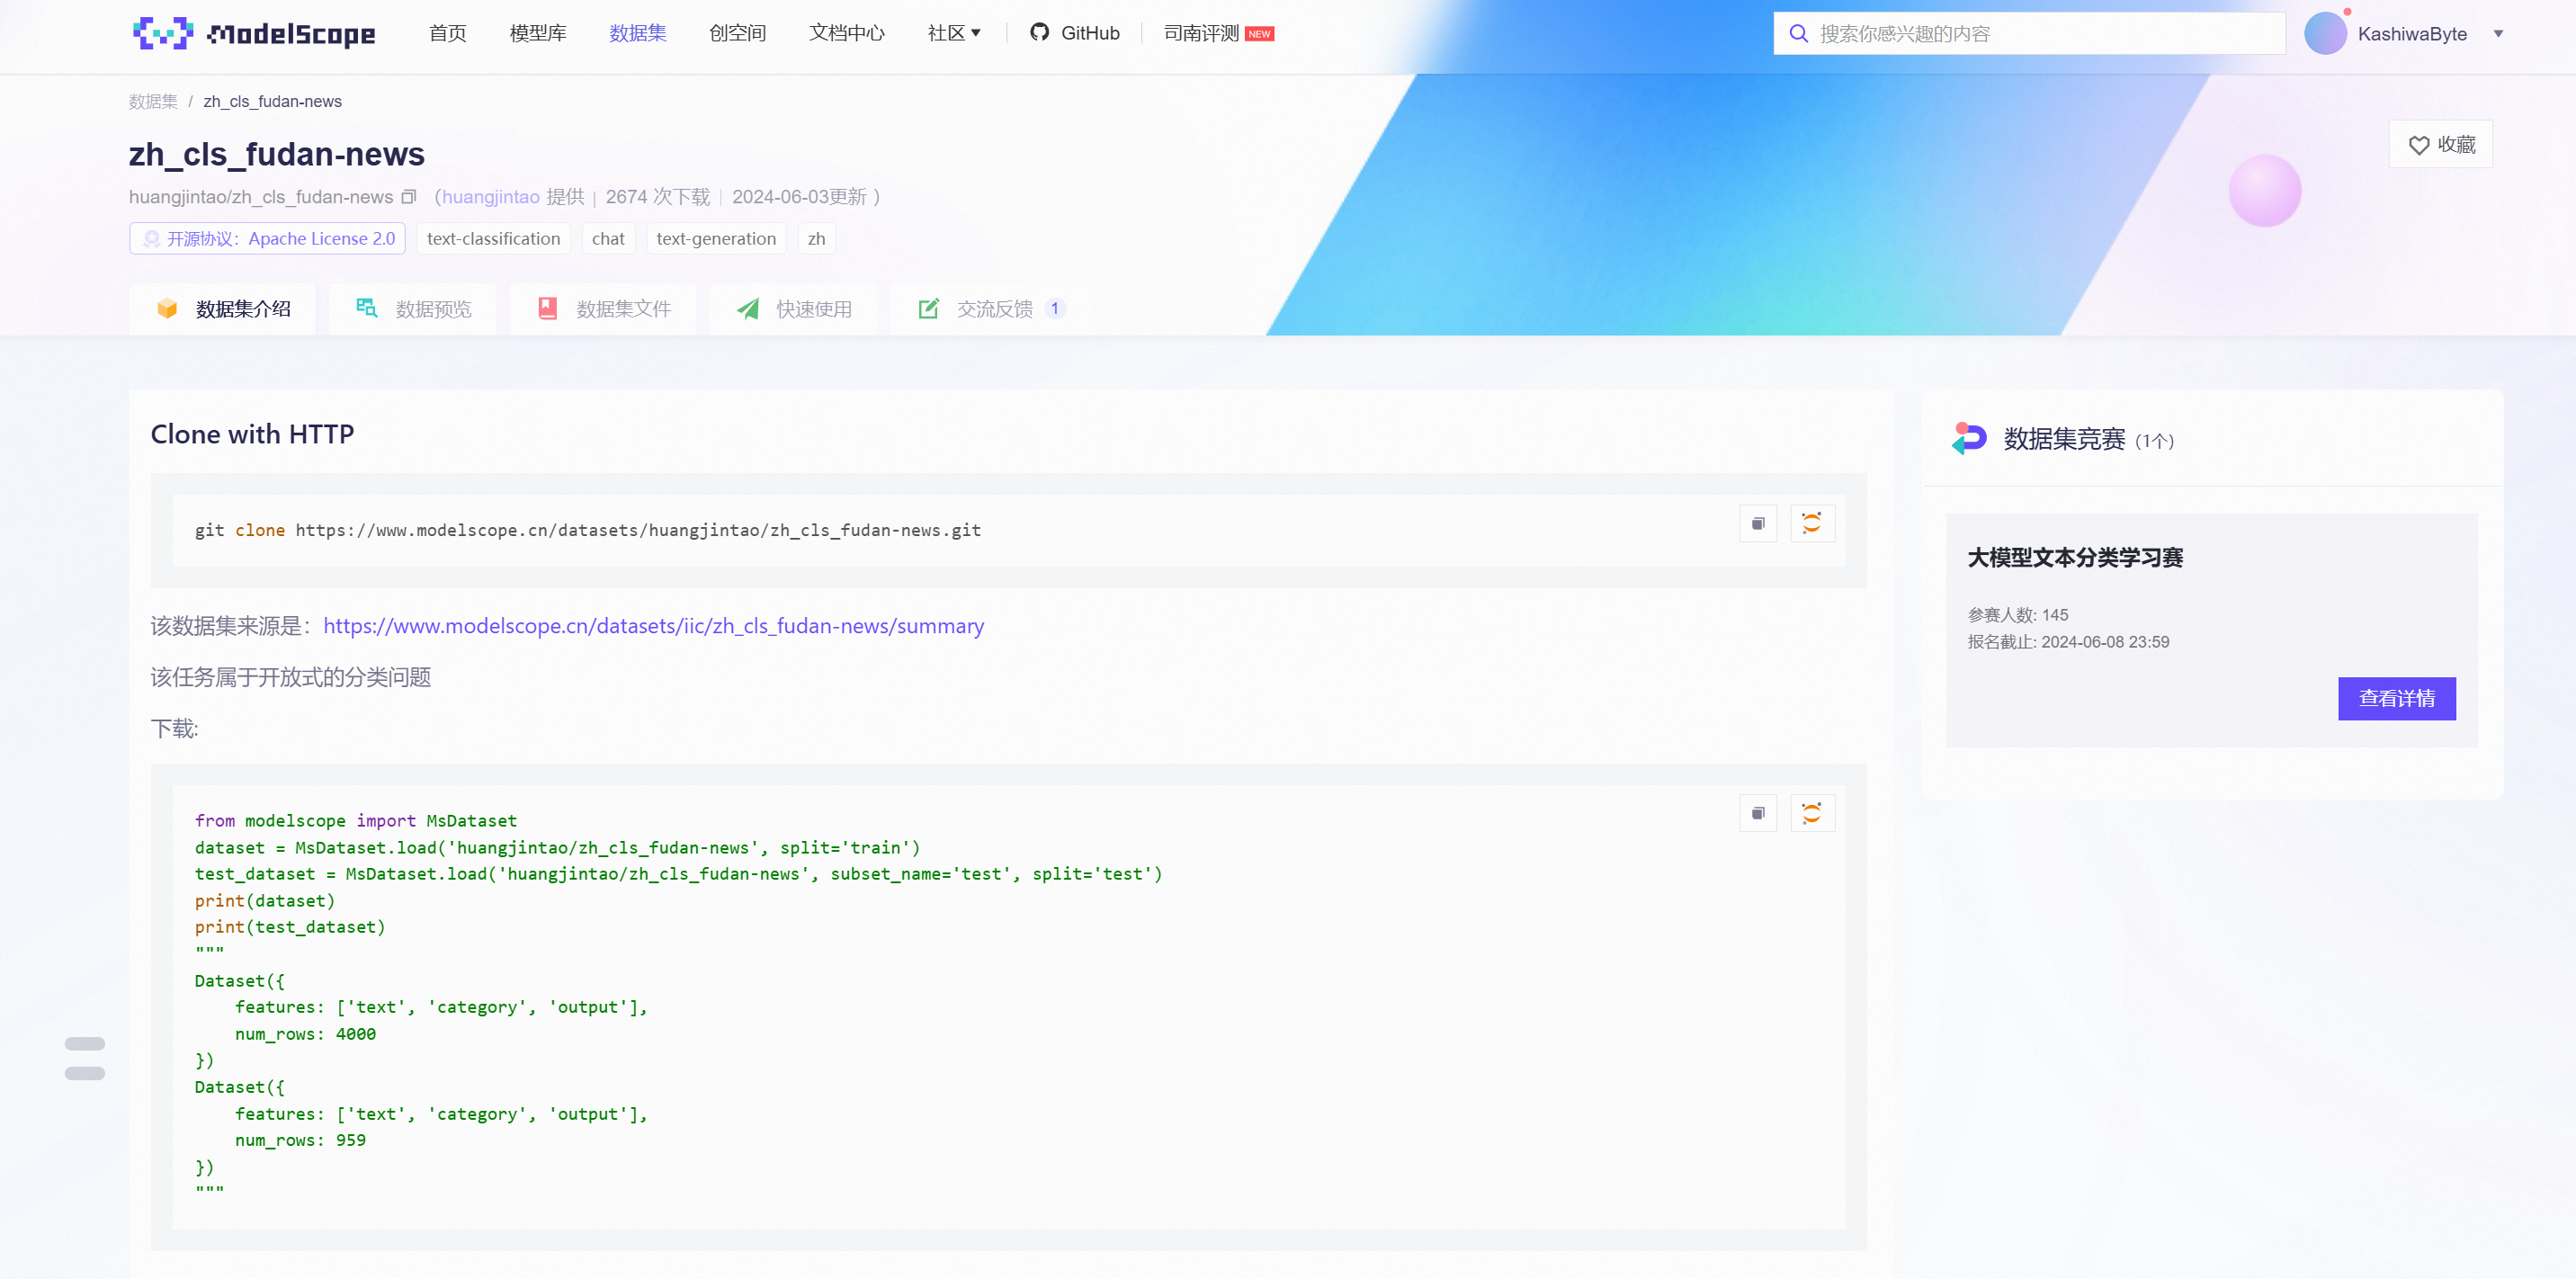 ModelScope 首页 模型库 数据集 创空间 文档中心 社区 GitHub 司南评测 NEW 搜索你感兴趣的内容 KashiwaByte
数据集 / zh_cls_fudan-news
zh_cls_fudan-news
收藏
huangjintao/zh_cls_fudan-news （huangjintao 提供 | 2674 次下载 | 2024-06-03更新 ）
开源协议：Apache License 2.0 text-classification chat text-generation zh
数据集介绍 数据预览 数据集文件 快速使用 交流反馈 1
Clone with HTTP
git clone https://www.modelscope.cn/datasets/huangjintao/zh_cls_fudan-news.git
该数据集来源是：https://www.modelscope.cn/datasets/iic/zh_cls_fudan-news/summary
该任务属于开放式的分类问题
下载:
from modelscope import MsDataset
dataset = MsDataset.load('huangjintao/zh_cls_fudan-news', split='train')
test_dataset = MsDataset.load('huangjintao/zh_cls_fudan-news', subset_name='test', split='test')
print(dataset)
print(test_dataset)
"""
Dataset({
    features: ['text', 'category', 'output'],
    num_rows: 4000
})
Dataset({
    features: ['text', 'category', 'output'],
    num_rows: 959
})
"""
数据集竞赛（1个）
大模型文本分类学习赛
参赛人数: 145
报名截止: 2024-06-08 23:59
查看详情